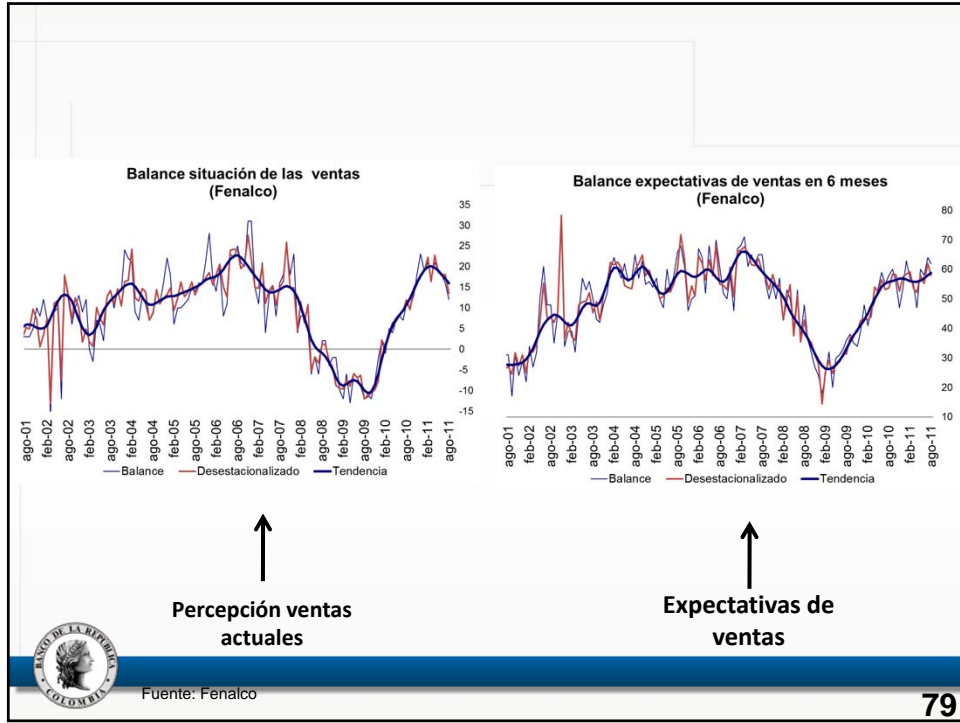 Balance situación de las  ventas
(Fenalco)
35
30
25
20
15
10
5
0
-5
-10
-15
ago-01
feb-02
ago-02
feb-03
ago-03
feb-04
ago-04
feb-05
ago-05
feb-06
ago-06
feb-07
ago-07
feb-08
ago-08
feb-09
ago-09
feb-10
ago-10
feb-11
ago-11
Balance Desestacionalizado Tendencia
Balance expectativas de ventas en 6 meses
(Fenalco)
80
70
60
50
40
30
20
10
ago-01
feb-02
ago-02
feb-03
ago-03
feb-04
ago-04
feb-05
ago-05
feb-06
ago-06
feb-07
ago-07
feb-08
ago-08
feb-09
ago-09
feb-10
ago-10
feb-11
ago-11
Balance Desestacionalizado Tendencia
Percepción ventas
actuales
Expectativas de
ventas
BANCO DE LA REPUBLICA
COLOMBIA
Fuente: Fenalco
79